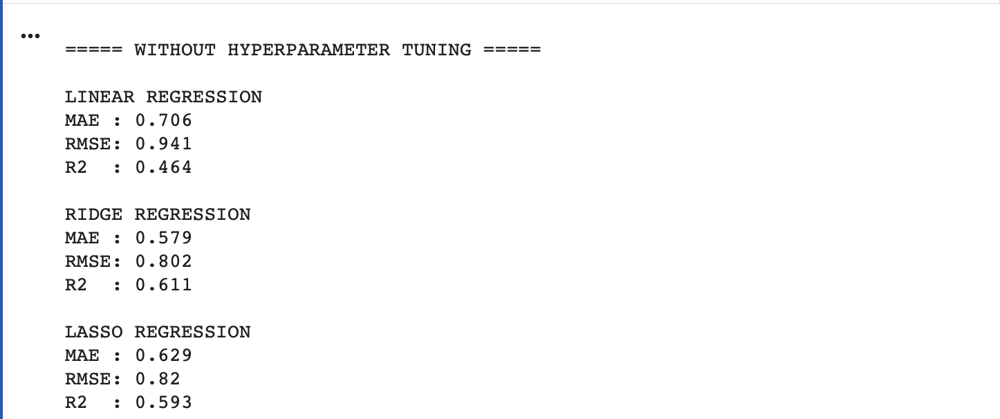 ===== WITHOUT HYPERPARAMETER TUNING =====
LINEAR REGRESSION
MAE : 0.706
RMSE: 0.941
R2  : 0.464
RIDGE REGRESSION
MAE : 0.579
RMSE: 0.802
R2  : 0.611
LASSO REGRESSION
MAE : 0.629
RMSE: 0.82
R2  : 0.593